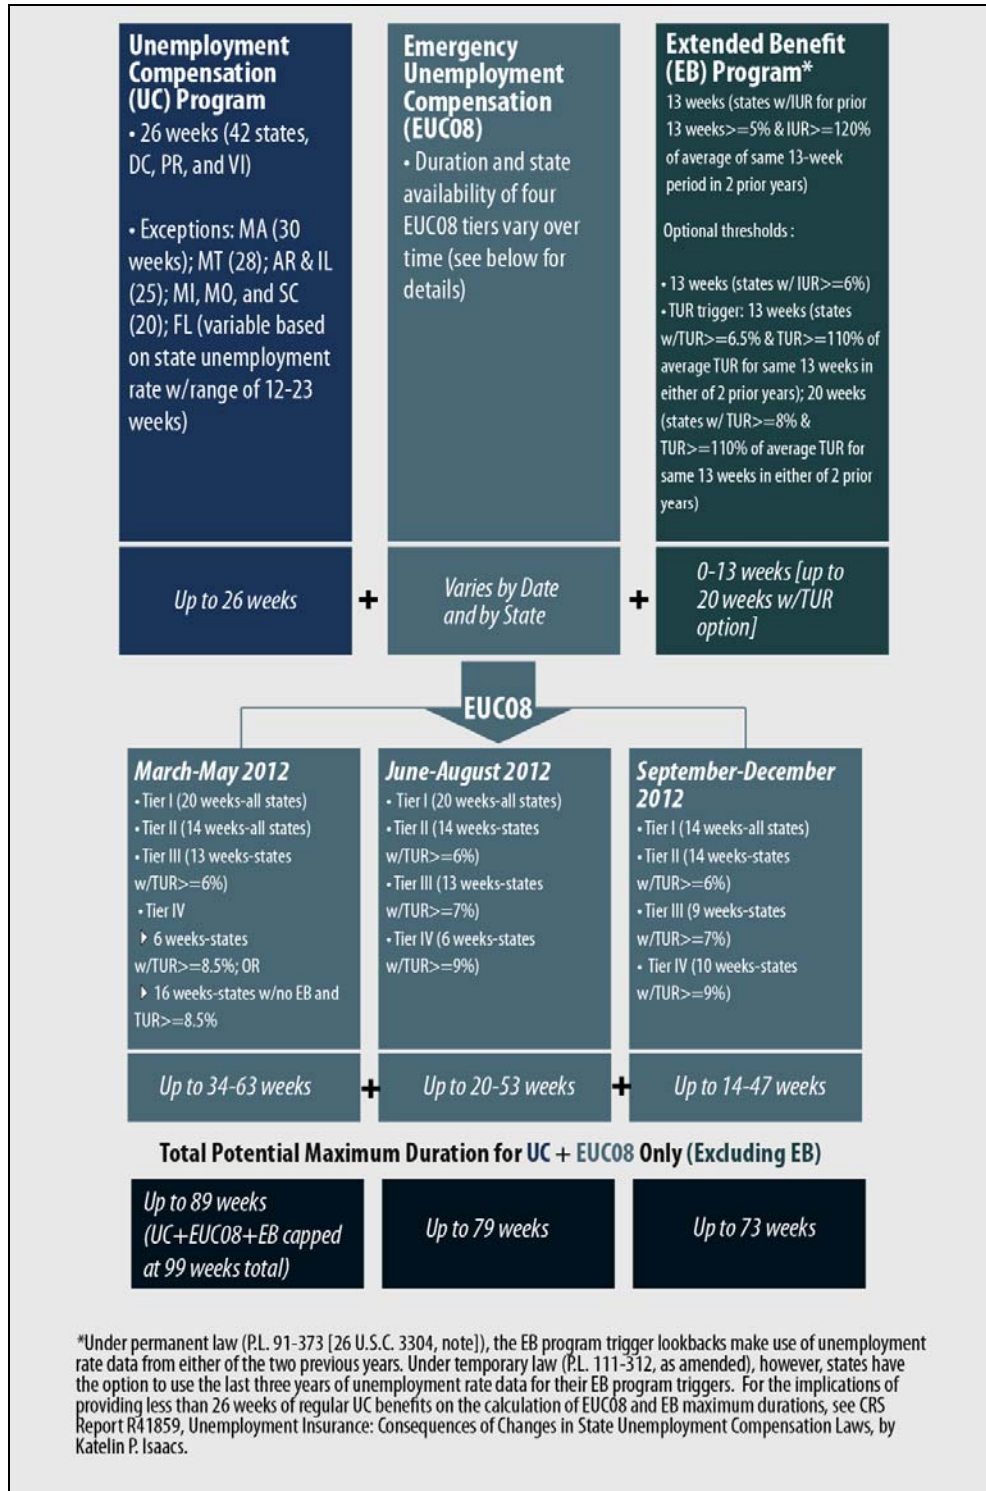 Unemployment
Compensation
(UC) Program
• 26 weeks (42 states,
DC, PR, and VI)
• Exceptions: MA (30
weeks); MT (28); AR & IL
(25); MI, MO, and SC
(20); FL (variable based
on state unemployment
rate w/range of 12-23
weeks)
Up to 26 weeks
+
Emergency
Unemployment
Compensation
(EUC08)
• Duration and state
availability of four
EUC08 tiers vary over
time (see below for
details)
Varies by Date
and by State
+
Extended Benefit
(EB) Program*
13 weeks (states w/IUR for prior
13 weeks>=5% & IUR>=120%
of average of same 13-week
period in 2 prior years)
Optional thresholds :
• 13 weeks (states w/ IUR>=6%)
• TUR trigger: 13 weeks (states
w/TUR>=6.5% & TUR>=110% of
average TUR for same 13 weeks in
either of 2 prior years); 20 weeks
(states w/ TUR>=8% &
TUR>=110% of average TUR for
same 13 weeks in either of 2 prior
years)
0-13 weeks [up to
20 weeks w/TUR
option]
EUC08
March-May 2012
• Tier I (20 weeks-all states)
• Tier II (14 weeks-all states)
• Tier III (13 weeks-states
w/TUR>=6%)
• Tier IV
6 weeks-states
w/TUR>=8.5%; OR
16 weeks-states w/no EB and
TUR>=8.5%
Up to 34-63 weeks
+
June-August 2012
• Tier I (20 weeks-all states)
• Tier II (14 weeks-states
w/TUR>=6%)
• Tier III (13 weeks-states
w/TUR>=7%)
• Tier IV (6 weeks-states
w/TUR>=9%)
Up to 20-53 weeks
+
September-December
2012
• Tier I (14 weeks-all states)
• Tier II (14 weeks-states
w/TUR>=6%)
• Tier III (9 weeks-states
w/TUR>=7%)
• Tier IV (10 weeks-states
w/TUR>=9%)
Up to 14-47 weeks
Total Potential Maximum Duration for UC + EUC08 Only (Excluding EB)
Up to 89 weeks
(UC+EUC08+EB capped
at 99 weeks total)
Up to 79 weeks
Up to 73 weeks
*Under permanent law (P.L. 91-373 [26 U.S.C. 3304, note]), the EB program trigger lookbacks make use of unemployment
rate data from either of the two previous years. Under temporary law (P.L. 111-312, as amended), however, states have
the option to use the last three years of unemployment rate data for their EB program triggers. For the implications of
providing less than 26 weeks of regular UC benefits on the calculation of EUC08 and EB maximum durations, see CRS
Report R41859, Unemployment Insurance: Consequences of Changes in State Unemployment Compensation Laws, by
Katelin P. Isaacs.